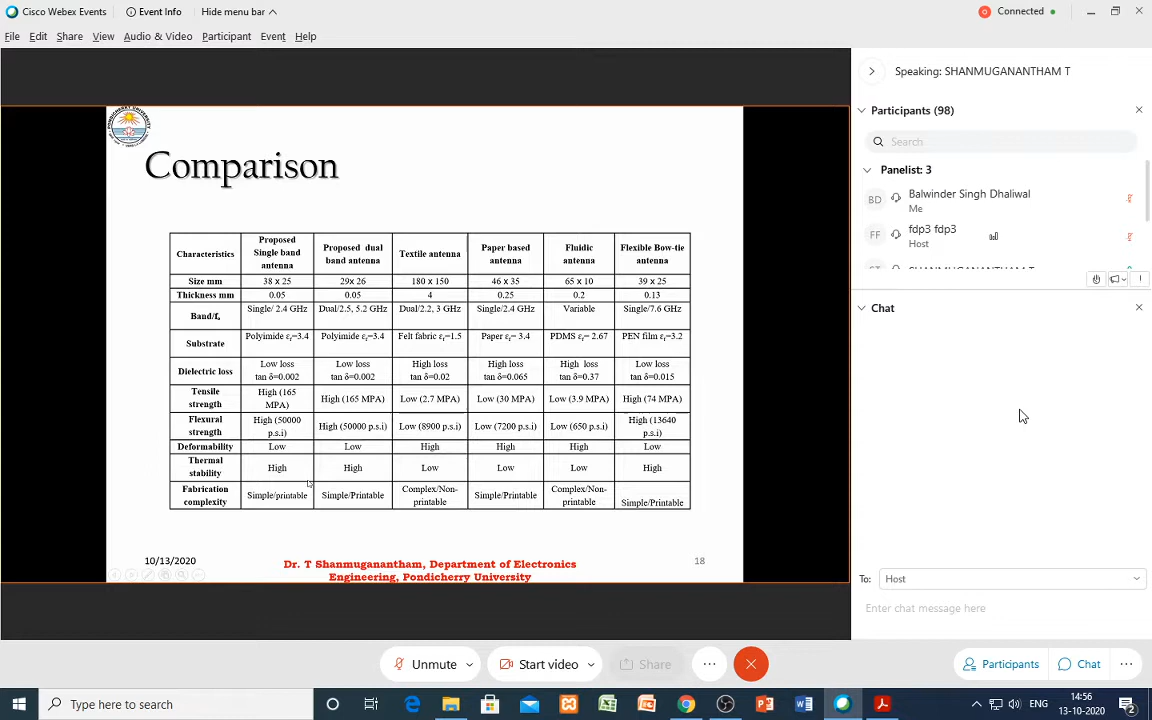 Cisco Webex Events
Event Info
Hide menu bar
Connected
File Edit Share View Audio & Video Participant Event Help
Speaking: SHANMUGANANTHAM T
Participants (98)
Search
Panelist: 3
BD Balwinder Singh Dhaliwal
Me
FF fdp3 fdp3
Host
SHANMUGANANTHAM T
Chat
To: Host
Enter chat message here
Comparison
Characteristics | Proposed Single band antenna | Proposed dual band antenna | Textile antenna | Paper based antenna | Fluidic antenna | Flexible Bow-tie antenna
Size mm | 38 x 25 | 29x 26 | 180 x 150 | 46 x 35 | 65 x 10 | 39 x 25
Thickness mm | 0.05 | 0.05 | 4 | 0.25 | 0.2 | 0.13
Band/fᵣ | Single/ 2.4 GHz | Dual/2.5, 5.2 GHz | Dual/2.2, 3 GHz | Single/2.4 GHz | Variable | Single/7.6 GHz
Substrate | Polyimide εᵣ=3.4 | Polyimide εᵣ=3.4 | Felt fabric εᵣ=1.5 | Paper εᵣ= 3.4 | PDMS εᵣ= 2.67 | PEN film εᵣ=3.2
Dielectric loss | Low loss tan δ=0.002 | Low loss tan δ=0.002 | High loss tan δ=0.02 | High loss tan δ=0.065 | High loss tan δ=0.37 | Low loss tan δ=0.015
Tensile strength | High (165 MPA) | High (165 MPA) | Low (2.7 MPA) | Low (30 MPA) | Low (3.9 MPA) | High (74 MPA)
Flexural strength | High (50000 p.s.i) | High (50000 p.s.i) | Low (8900 p.s.i) | Low (7200 p.s.i) | Low (650 p.s.i) | High (13640 p.s.i)
Deformability | Low | Low | High | High | High | Low
Thermal stability | High | High | Low | Low | Low | High
Fabrication complexity | Simple/printable | Simple/Printable | Complex/Non-printable | Simple/Printable | Complex/Non-printable | Simple/Printable
10/13/2020
Dr. T Shanmuganantham, Department of Electronics
Engineering, Pondicherry University
18
Unmute
Start video
Share
Participants
Chat
Type here to search
ENG
14:56
13-10-2020
2